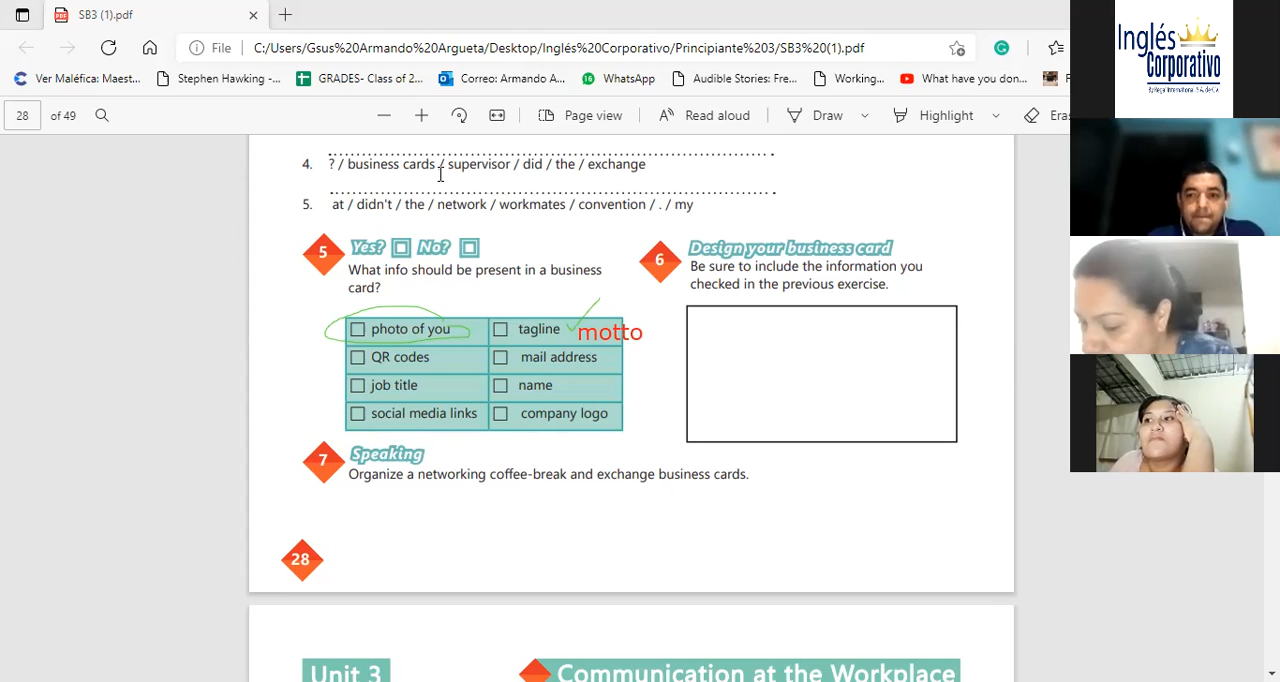 SB3 (1).pdf
File
C:/Users/Gsus%20Armando%20Argueta/Desktop/Inglés%20Corporativo/Principiante%203/SB3%20(1).pdf
Ver Maléfica: Maest...
Stephen Hawking -...
GRADES- Class of 2...
Correo: Armando A...
WhatsApp
Audible Stories: Fre...
Working...
What have you don...
28 of 49
Page view
Read aloud
Draw
Highlight
Eras
4. ? / business cards / supervisor / did / the / exchange
5. at / didn't / the / network / workmates / convention / . / my
5 Yes? No?
What info should be present in a business
card?
photo of you tagline motto
QR codes mail address
job title name
social media links company logo
6 Design your business card
Be sure to include the information you
checked in the previous exercise.
7 Speaking
Organize a networking coffee-break and exchange business cards.
28
Unit 3 Communication at the Workplace
Inglés
Corporativo